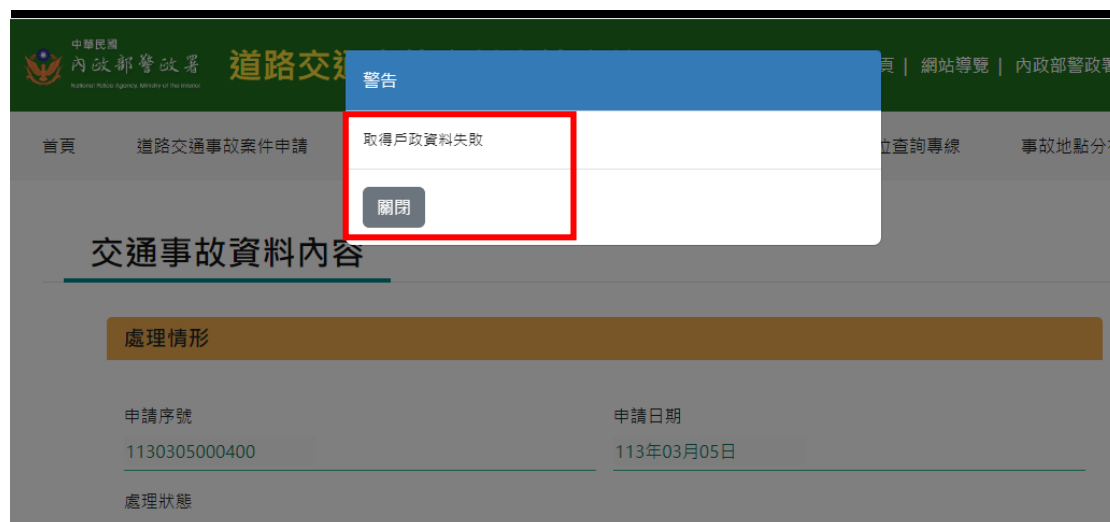 中華民國
內政部警政署
National Police Agency, Ministry of the Interior
道路交通
頁 | 網站導覽 | 內政部警政署
警告
首頁
道路交通事故案件申請
位查詢專線
事故地點分
取得戶政資料失敗
關閉
交通事故資料內容
處理情形
申請序號
申請日期
1130305000400
113年03月05日
處理狀態